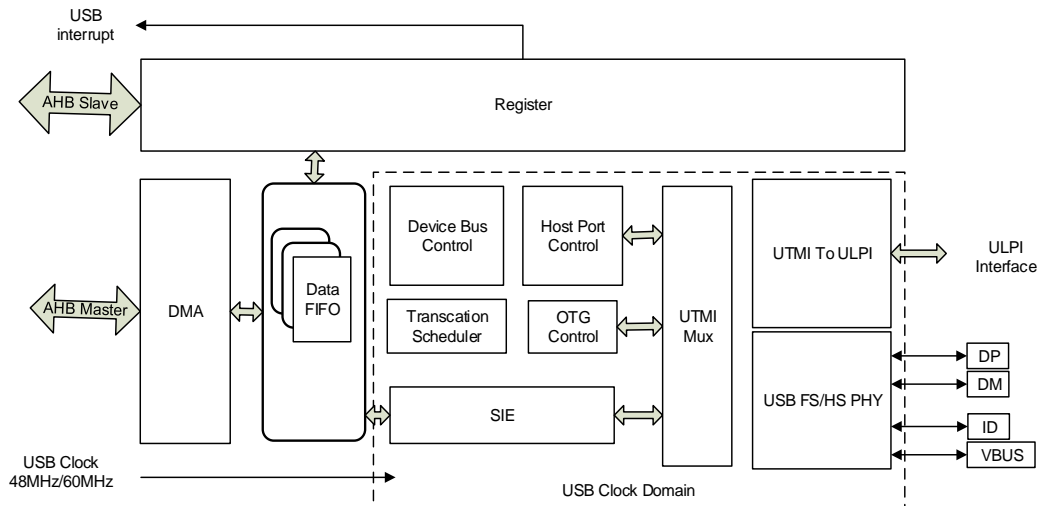 USB
interrupt
AHB Slave
Register
Device Bus
Control
Host Port
Control
UTMI To ULPI
ULPI
Interface
AHB Master
DMA
Data
FIFO
Transcation
Scheduler
OTG
Control
UTMI
Mux
DP
DM
USB FS/HS PHY
SIE
ID
VBUS
USB Clock
48MHz/60MHz
USB Clock Domain